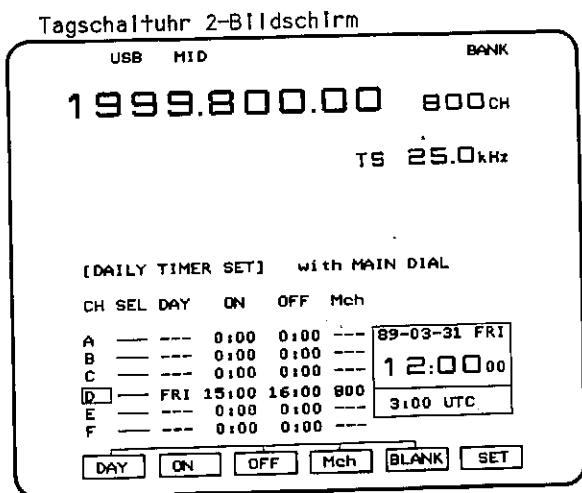 Tagschaltuhr 2-Bildschirm
USB MID BANK
1999.800.00 800CH
TS 25.0kHz
[DAILY TIMER SET] with MAIN DIAL
CH SEL DAY ON OFF Mch
A —— --- 0:00 0:00 ---
B —— --- 0:00 0:00 ---
C —— --- 0:00 0:00 ---
D —— FRI 15:00 16:00 800
E —— --- 0:00 0:00 ---
F —— --- 0:00 0:00 ---
89-03-31 FRI
12:00 00
3:00 UTC
DAY ON OFF Mch BLANK SET